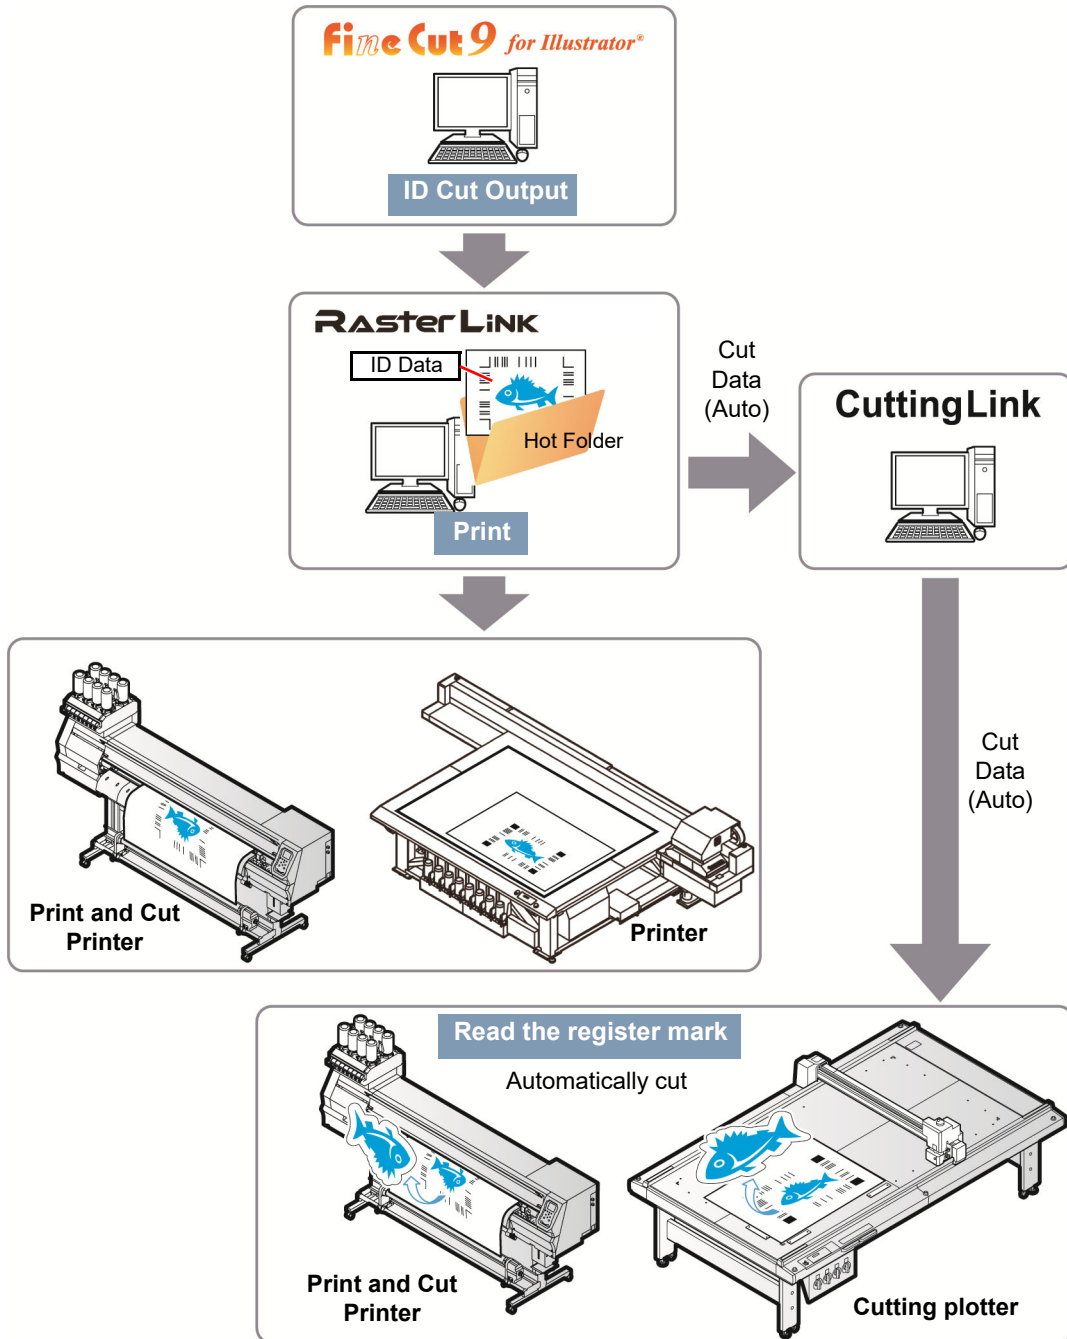 FineCut9 for Illustrator®
ID Cut Output
RASTERLINK
ID Data
Hot Folder
Print
Cut
Data
(Auto)
CuttingLink
Cut
Data
(Auto)
Print and Cut
Printer
Printer
Read the register mark
Automatically cut
Print and Cut
Printer
Cutting plotter